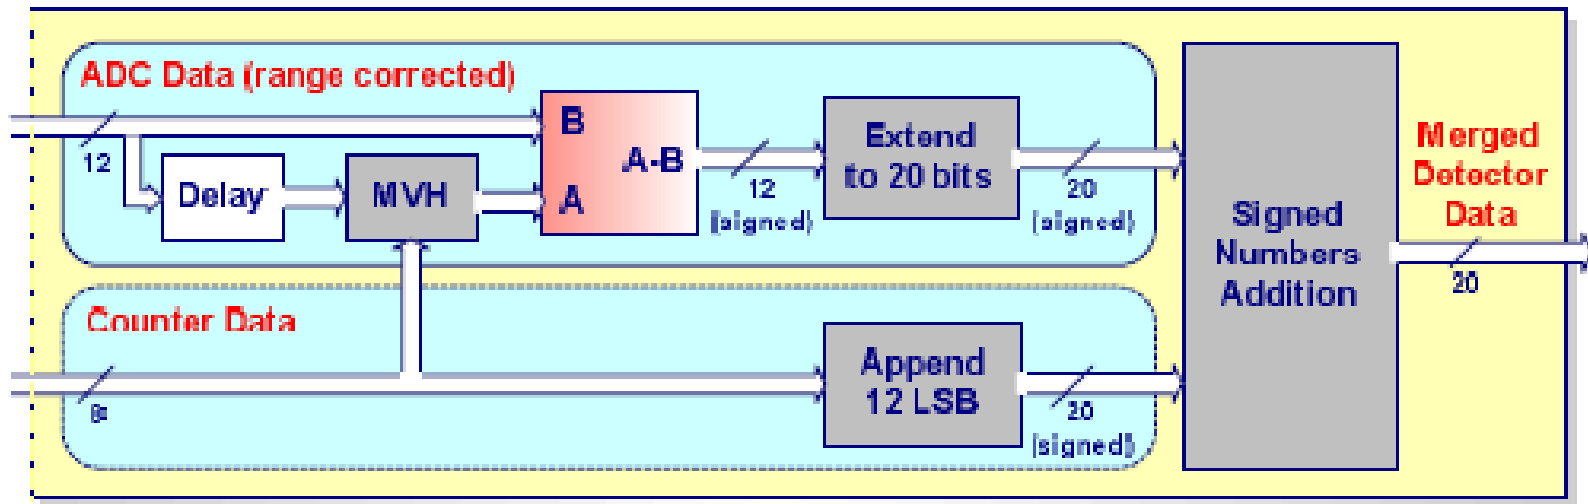 ADC Data (range corrected)
12
Delay
MVH
B
A
A-B
12
(signed)
Extend
to 20 bits
20
(signed)
Counter Data
8
Append
12 LSB
20
(signed)
Signed
Numbers
Addition
Merged
Detector
Data
20